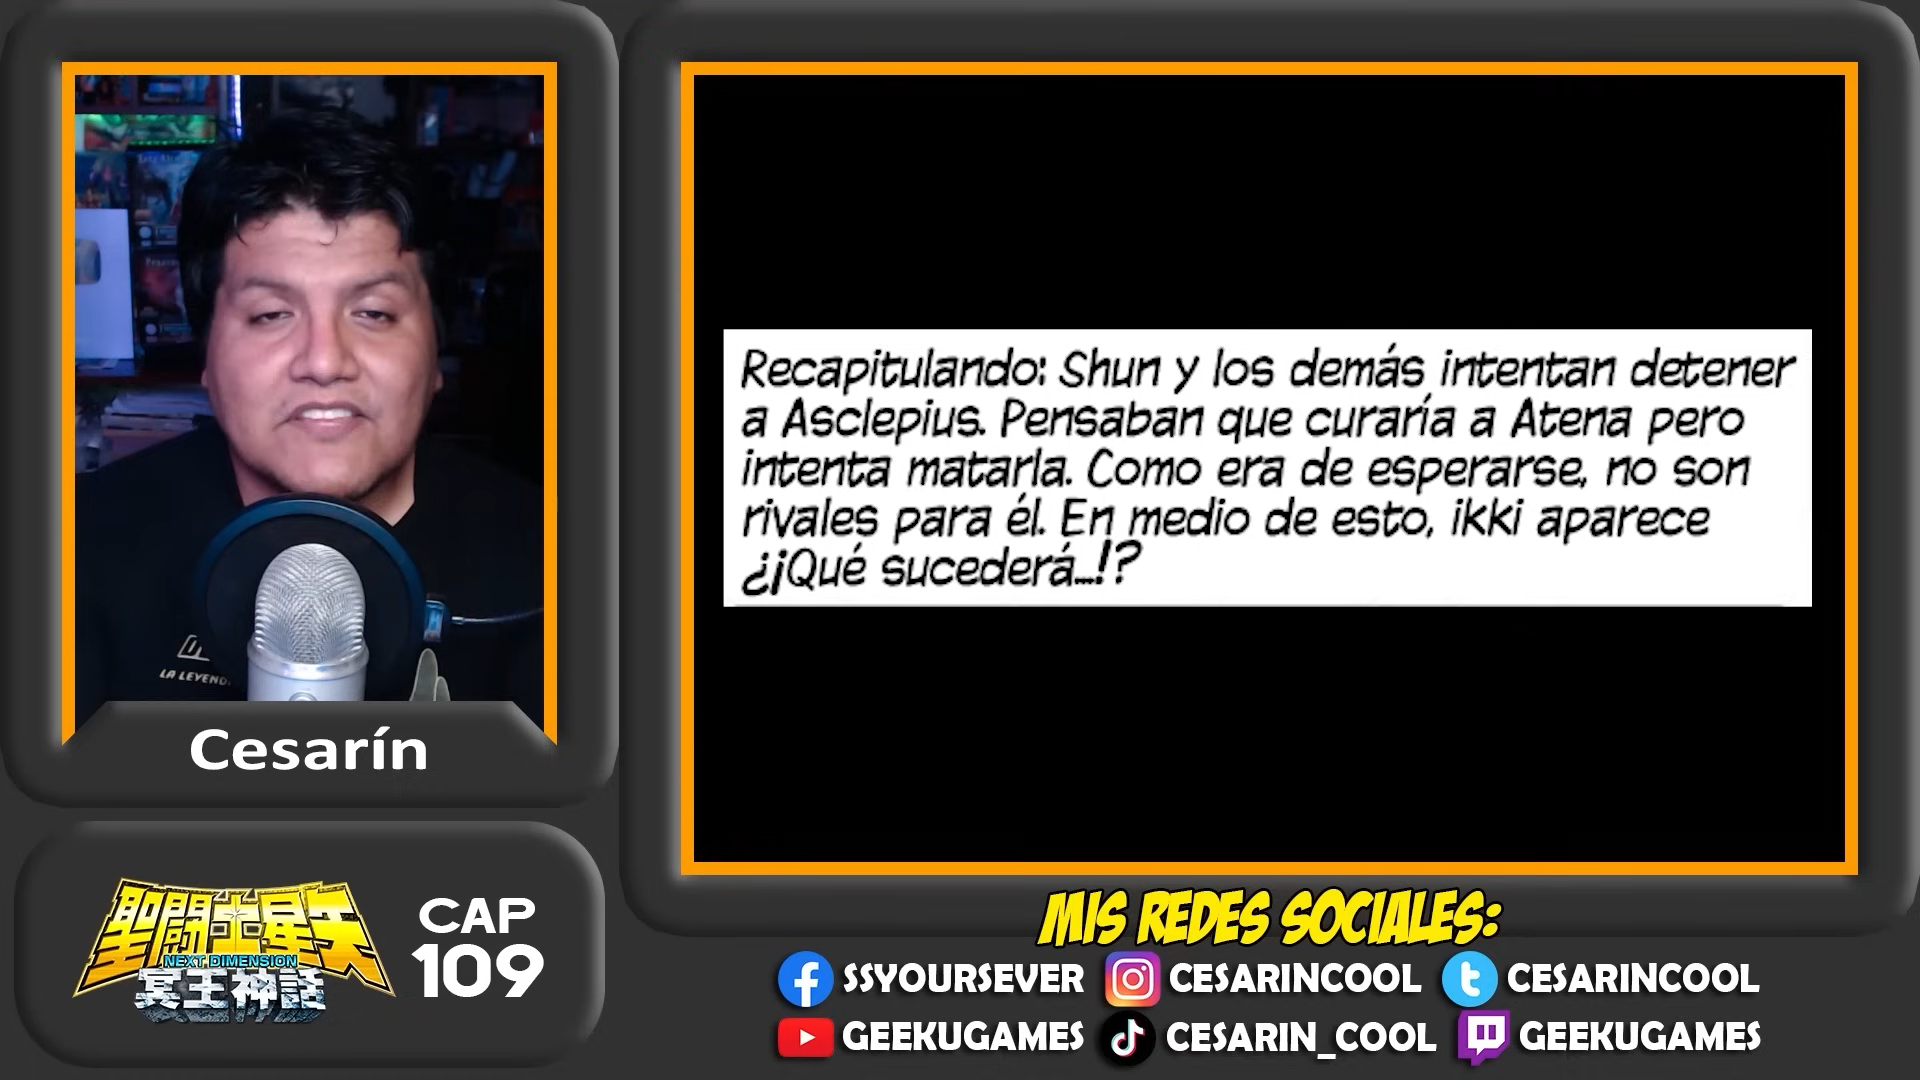 LA LEYEND
Cesarín
聖闘士星矢
NEXT DIMENSION
冥王神話
CAP
109
Recapitulando: Shun y los demás intentan detener
a Asclepius. Pensaban que curaría a Atena pero
intenta matarla. Como era de esperarse, no son
rivales para él. En medio de esto, ikki aparece
¿¡Qué sucederá...!?
MIS REDES SOCIALES:
SSYOURSEVER CESARINCOOL CESARINCOOL
GEEKUGAMES CESARIN_COOL GEEKUGAMES